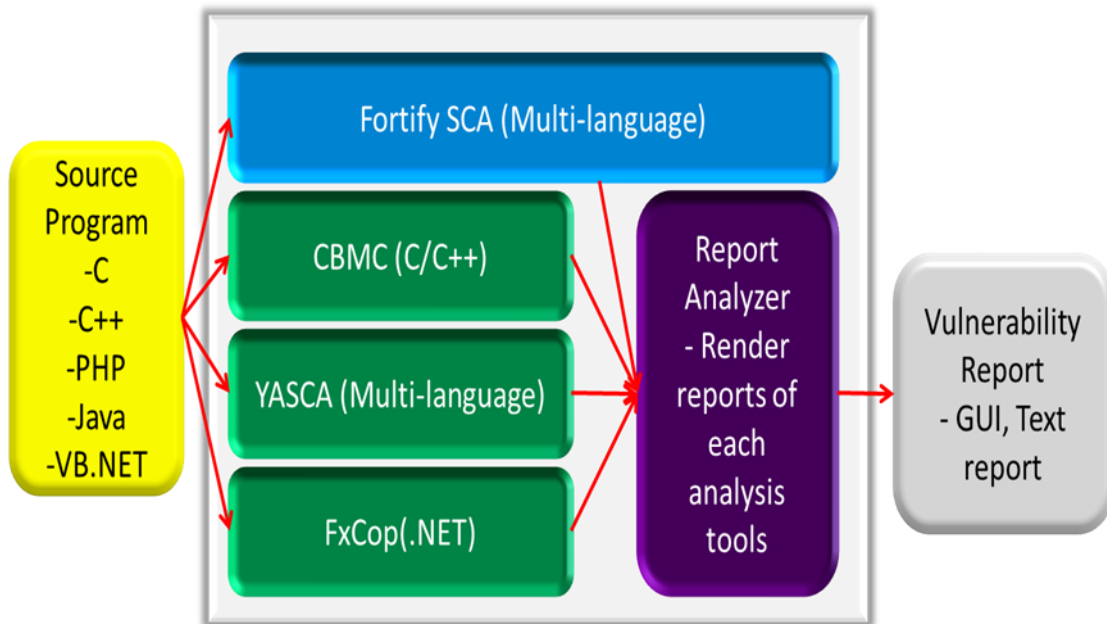 Source
Program
-C
-C++
-PHP
-Java
-VB.NET
Fortify SCA (Multi-language)
CBMC (C/C++)
YASCA (Multi-language)
FxCop(.NET)
Report
Analyzer
- Render
reports of
each
analysis
tools
Vulnerability
Report
- GUI, Text
report